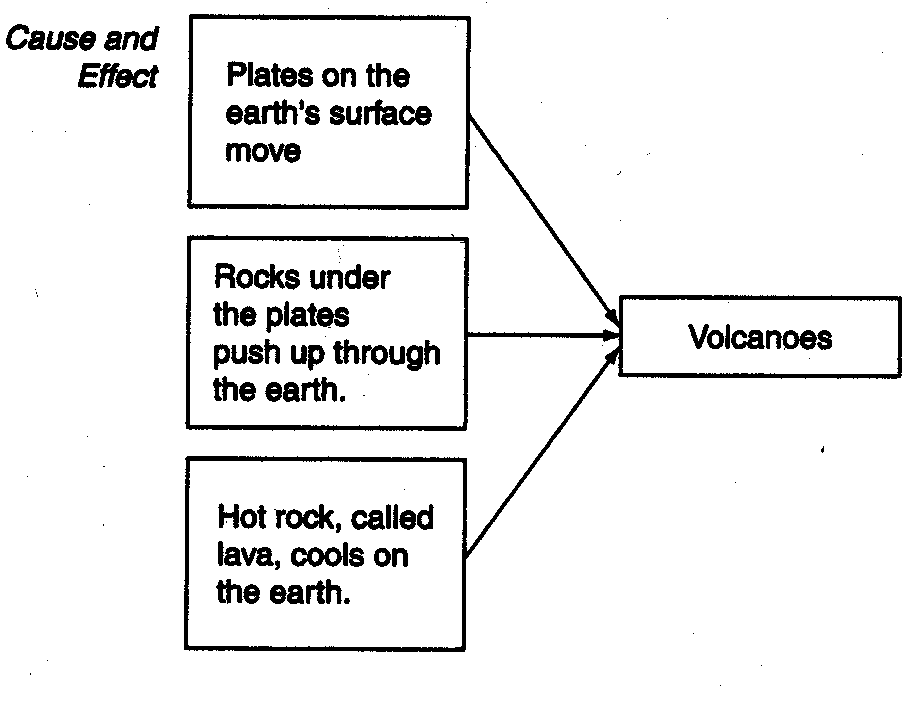 Cause and
Effect
Plates on the
earth's surface
move
Rocks under
the plates
push up through
the earth.
Hot rock, called
lava, cools on
the earth.
Volcanoes